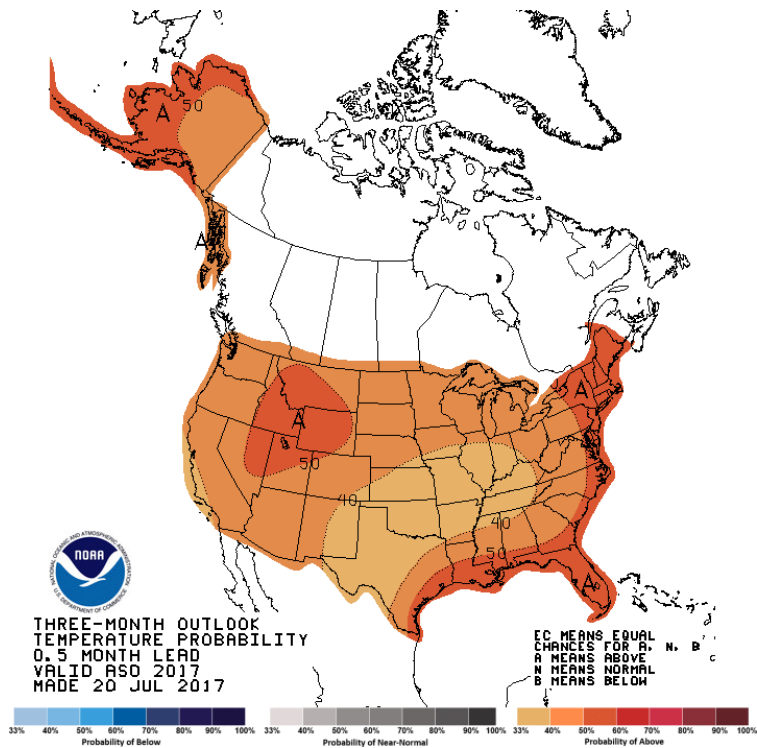 A
50
A
A
50
A
40
40
50
A
NOAA
NATIONAL OCEANIC AND ATMOSPHERIC ADMINISTRATION
U.S. DEPARTMENT OF COMMERCE
THREE-MONTH OUTLOOK
TEMPERATURE PROBABILITY
0.5 MONTH LEAD
VALID ASO 2017
MADE 20 JUL 2017
EC MEANS EQUAL
CHANCES FOR A, N, B
A MEANS ABOVE
N MEANS NORMAL
B MEANS BELOW
33% 40% 50% 60% 70% 80% 90% 100%
Probability of Below
33% 40% 50% 60% 70% 80% 90% 100%
Probability of Near-Normal
33% 40% 50% 60% 70% 80% 90% 100%
Probability of Above